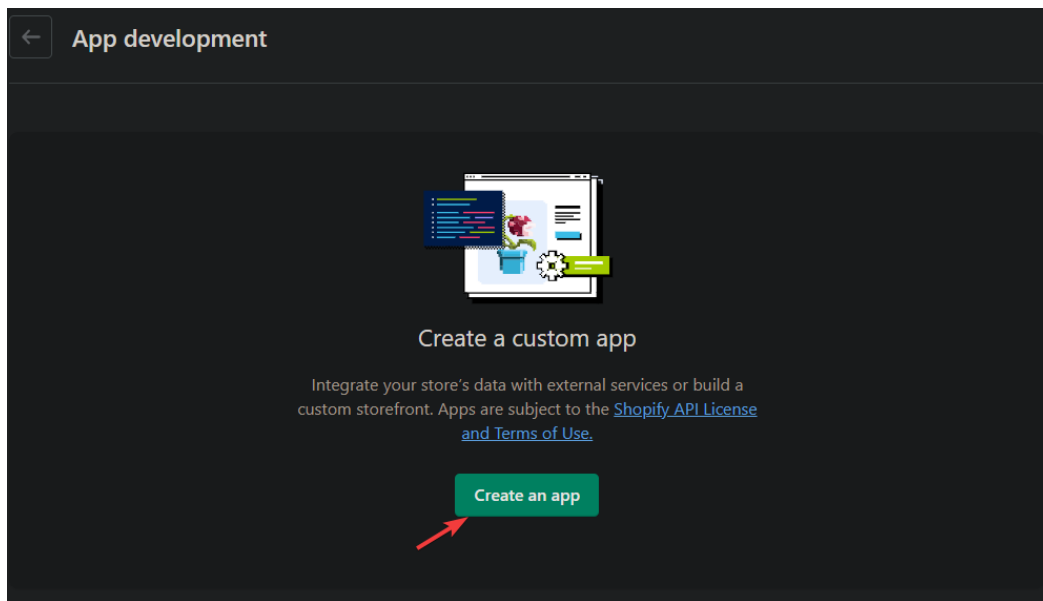 App development
Create a custom app
Integrate your store's data with external services or build a
custom storefront. Apps are subject to the Shopify API License
and Terms of Use.
Create an app